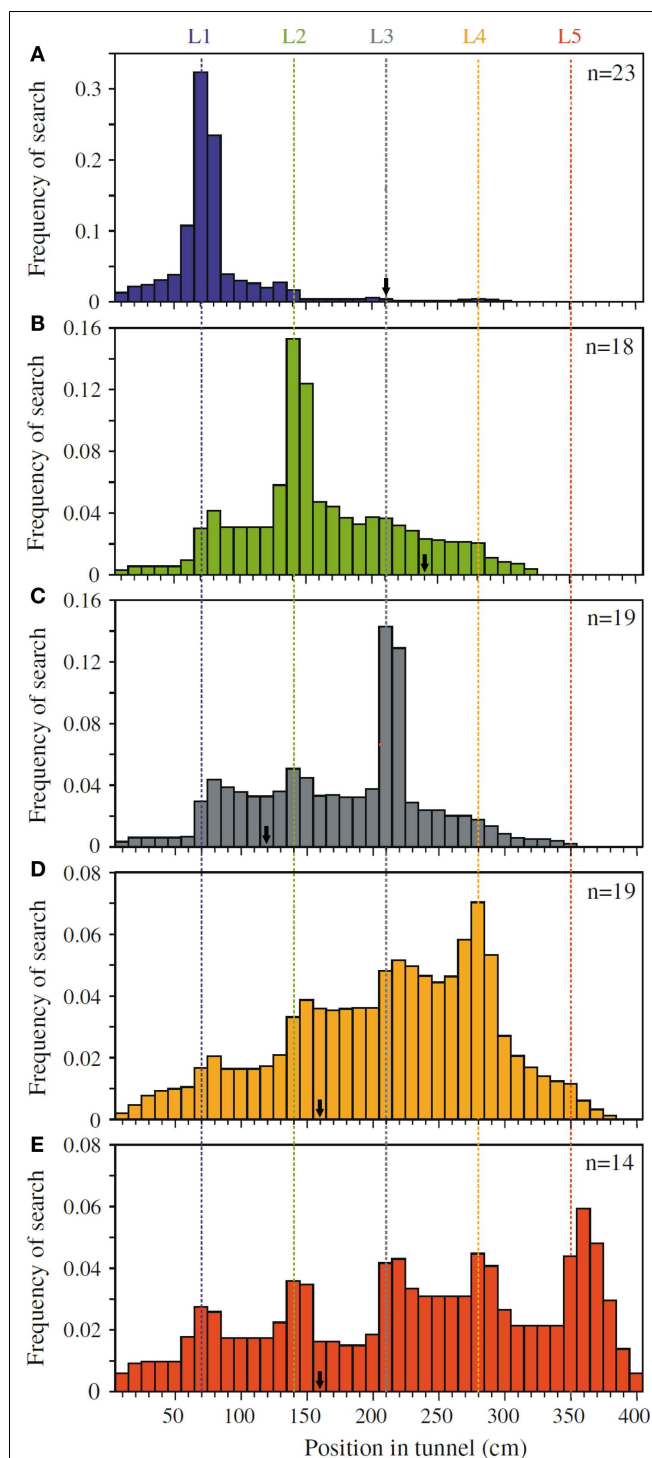 L1 L2 L3 L4 L5
A
n=23
Frequency of search
0.3
0.2
0.1
0
B
n=18
Frequency of search
0.16
0.12
0.08
0.04
0
C
n=19
Frequency of search
0.16
0.12
0.08
0.04
0
D
n=19
Frequency of search
0.08
0.06
0.04
0.02
0
E
n=14
Frequency of search
0.08
0.06
0.04
0.02
0
50 100 150 200 250 300 350 400
Position in tunnel (cm)